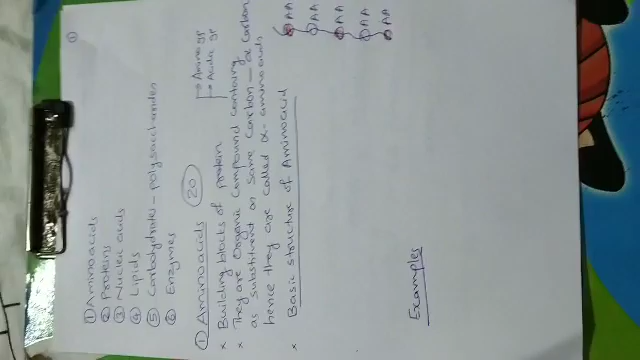 ①
① Aminoacids
② Proteins
③ Nucleic acids
④ Lipids
⑤ Carbohydrates - polysaccharides
⑥ Enzymes
① Aminoacids 20
→ Amino gr
→ Acidic gr
x Building blocks of protein
x They are organic compound containing
as substituent on same carbon - α carbon
hence they are called α-aminoacids
x Basic structure of Aminoacid
AA
AA
AA
AA
AA
Examples